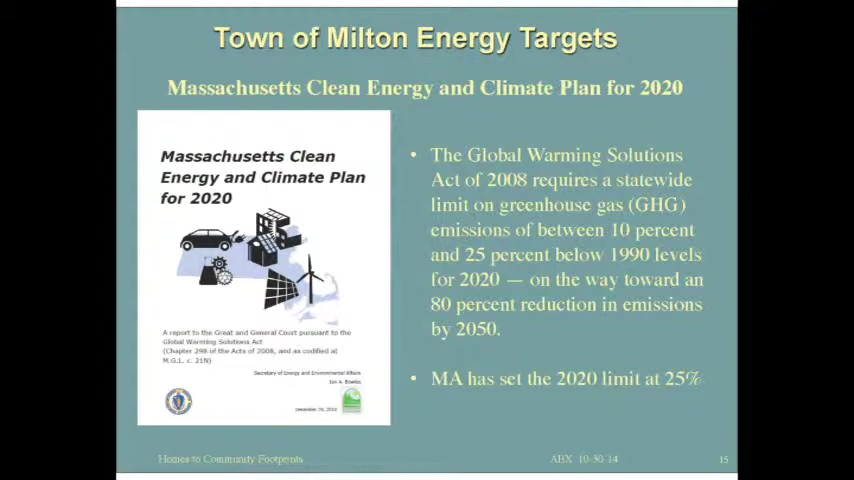 Town of Milton Energy Targets
Massachusetts Clean Energy and Climate Plan for 2020
Massachusetts Clean
Energy and Climate Plan
for 2020
A report to the Great and General Court pursuant to the
Global Warming Solutions Act
(Chapter 298 of the Acts of 2008, and as codified at
M.G.L. c. 21N)
Secretary of Energy and Environmental Affairs
Ian A. Bowles
December 29, 2010
• The Global Warming Solutions
Act of 2008 requires a statewide
limit on greenhouse gas (GHG)
emissions of between 10 percent
and 25 percent below 1990 levels
for 2020 — on the way toward an
80 percent reduction in emissions
by 2050.
• MA has set the 2020 limit at 25%
Homes to Community Footprints
ABX 10-30-14
15